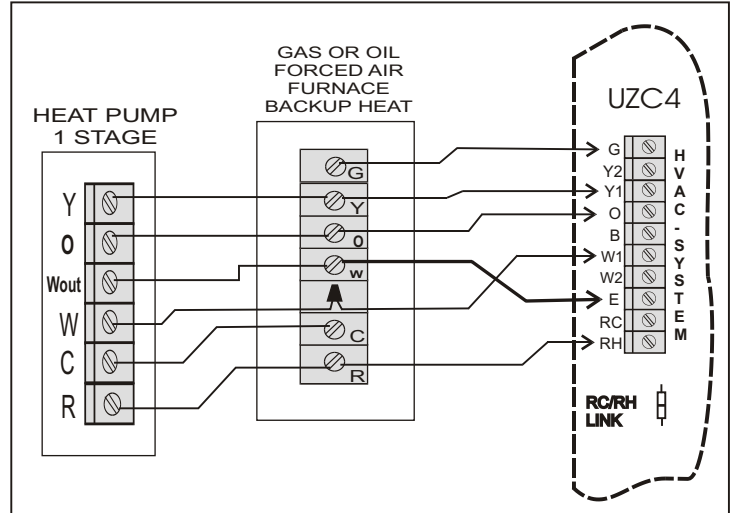 HEAT PUMP
1 STAGE
Y
O
Wout
W
C
R
GAS OR OIL
FORCED AIR
FURNACE
BACKUP HEAT
G
Y
O
w
C
R
UZC4
G
Y2
Y1
O
B
W1
W2
E
RC
RH
HVAC-SYSTEM
RC/RH
LINK